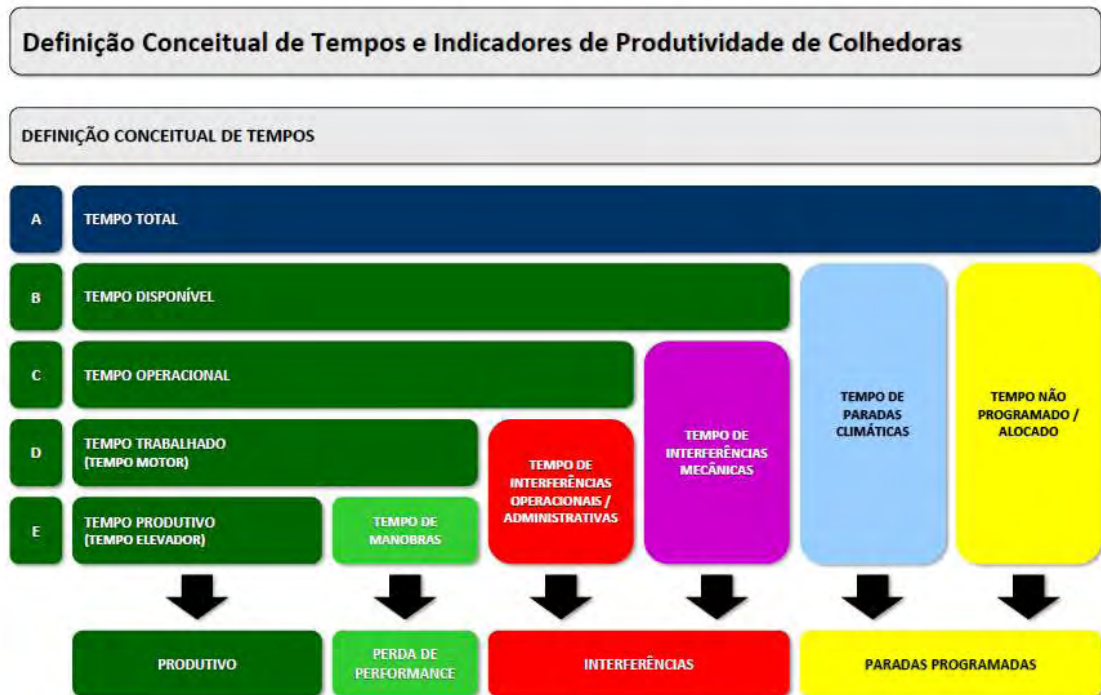 Definição Conceitual de Tempos e Indicadores de Produtividade de Colhedoras
DEFINIÇÃO CONCEITUAL DE TEMPOS
A
TEMPO TOTAL
B
TEMPO DISPONÍVEL
C
TEMPO OPERACIONAL
D
TEMPO TRABALHADO
(TEMPO MOTOR)
E
TEMPO PRODUTIVO
(TEMPO ELEVADOR)
TEMPO DE
MANOBRAS
TEMPO DE
INTERFERÊNCIAS
OPERACIONAIS /
ADMINISTRATIVAS
TEMPO DE
INTERFERÊNCIAS
MECÂNICAS
TEMPO DE
PARADAS
CLIMÁTICAS
TEMPO NÃO
PROGRAMADO /
ALOCADO
PRODUTIVO
PERDA DE
PERFORMANCE
INTERFERÊNCIAS
PARADAS PROGRAMADAS